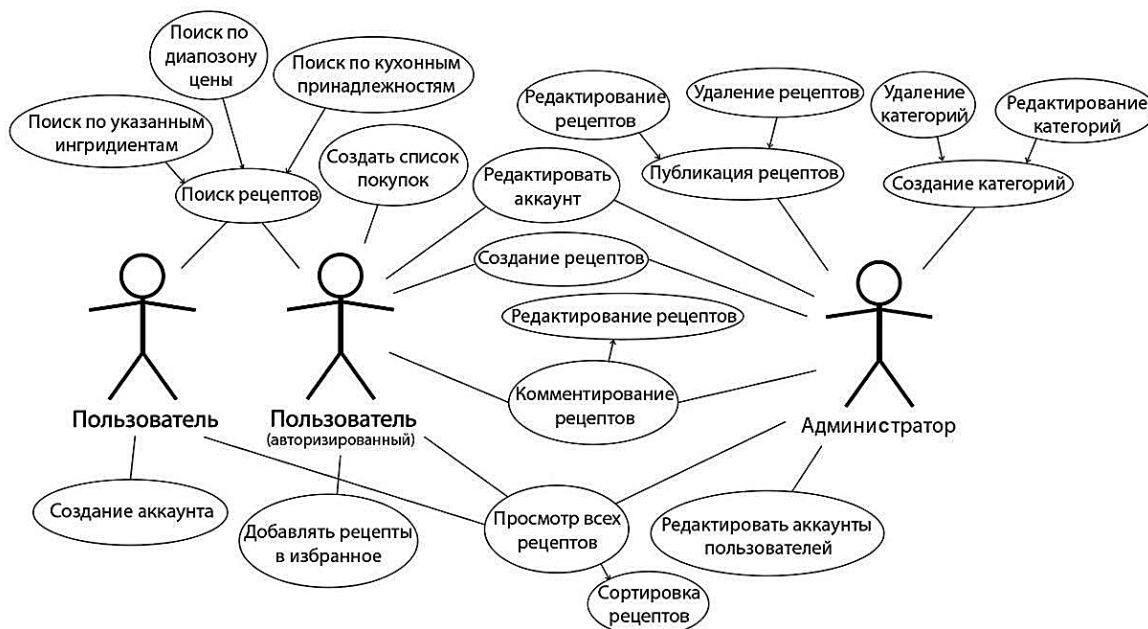 Поиск по
диапозону
цены
Поиск по кухонным
принадлежностям
Поиск по указанным
ингридиентам
Поиск рецептов
Создать список
покупок
Редактировать
аккаунт
Редактирование
рецептов
Удаление рецептов
Публикация рецептов
Удаление
категорий
Редактирование
категорий
Создание категорий
Создание рецептов
Редактирование рецептов
Комментирование
рецептов
Пользователь
Пользователь
(авторизированный)
Администратор
Создание аккаунта
Добавлять рецепты
в избранное
Просмотр всех
рецептов
Редактировать аккаунты
пользователей
Сортировка
рецептов